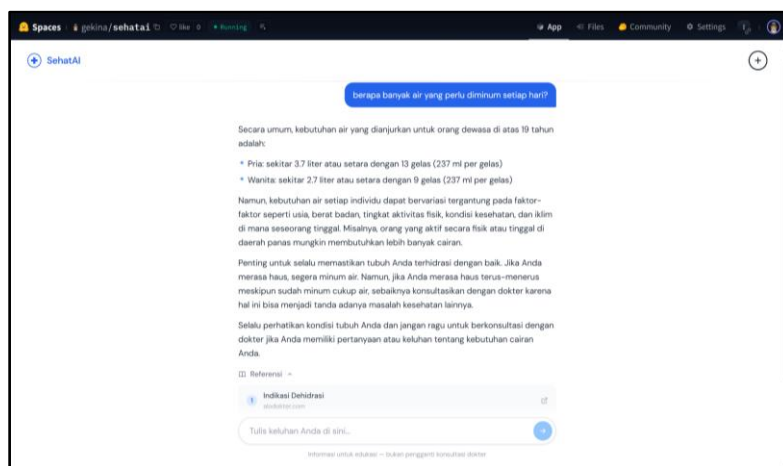 Spaces gekina/sehatai like 0 Running App Files Community Settings
SehatAI
berapa banyak air yang perlu diminum setiap hari?
Secara umum, kebutuhan air yang dianjurkan untuk orang dewasa di atas 19 tahun
adalah:
• Pria: sekitar 3.7 liter atau setara dengan 13 gelas (237 ml per gelas)
• Wanita: sekitar 2.7 liter atau setara dengan 9 gelas (237 ml per gelas)
Namun, kebutuhan air setiap individu dapat bervariasi tergantung pada faktor-
faktor seperti usia, berat badan, tingkat aktivitas fisik, kondisi kesehatan, dan iklim
di mana seseorang tinggal. Misalnya, orang yang aktif secara fisik atau tinggal di
daerah panas mungkin membutuhkan lebih banyak cairan.
Penting untuk selalu memastikan tubuh Anda terhidrasi dengan baik. Jika Anda
merasa haus, segera minum air. Namun, jika Anda merasa haus terus-menerus
meskipun sudah minum cukup air, sebaiknya konsultasikan dengan dokter karena
hal ini bisa menjadi tanda adanya masalah kesehatan lainnya.
Selalu perhatikan kondisi tubuh Anda dan jangan ragu untuk berkonsultasi dengan
dokter jika Anda memiliki pertanyaan atau keluhan tentang kebutuhan cairan
Anda.
Referensi
1 Indikasi Dehidrasi
alodokter.com
Tulis keluhan Anda di sini...
Informasi untuk edukasi — bukan pengganti konsultasi dokter